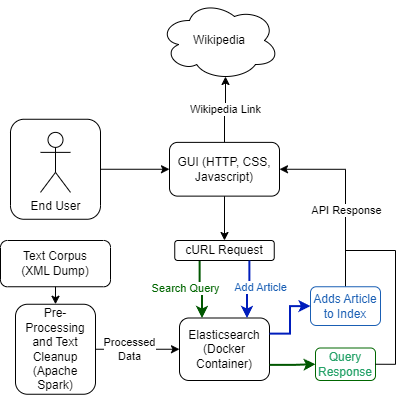 Wikipedia
Wikipedia Link
GUI (HTTP, CSS,
Javascript)
End User
API Response
cURL Request
Text Corpus
(XML Dump)
Search Query
Add Article
Pre-
Processing
and Text
Cleanup
(Apache
Spark)
Processed
Data
Elasticsearch
(Docker
Container)
Adds Article
to Index
Query
Response